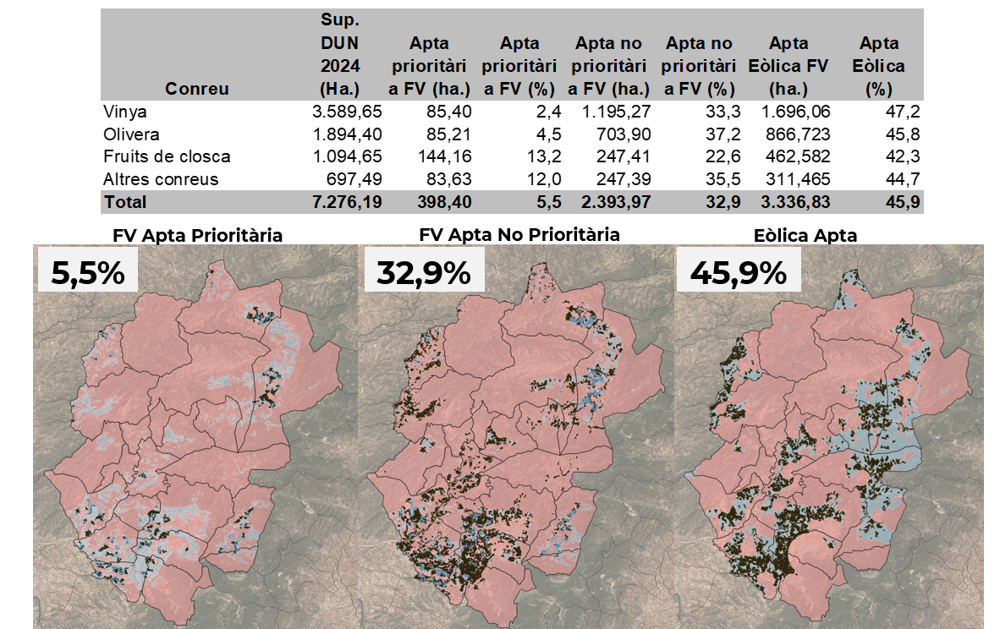 Sup.
DUN Apta Apta Apta no Apta no Apta Apta
2024 prioritàri prioritàri prioritàri prioritàri Eòlica FV Eòlica
Conreu (Ha.) a FV (ha.) a FV (%) a FV (ha.) a FV (%) (ha.) (%)
Vinya 3.589,65 85,40 2,4 1.195,27 33,3 1.696,06 47,2
Olivera 1.894,40 85,21 4,5 703,90 37,2 866,723 45,8
Fruits de closca 1.094,65 144,16 13,2 247,41 22,6 462,582 42,3
Altres conreus 697,49 83,63 12,0 247,39 35,5 311,465 44,7
Total 7.276,19 398,40 5,5 2.393,97 32,9 3.336,83 45,9
FV Apta Prioritària FV Apta No Prioritària Eòlica Apta
5,5% 32,9% 45,9%